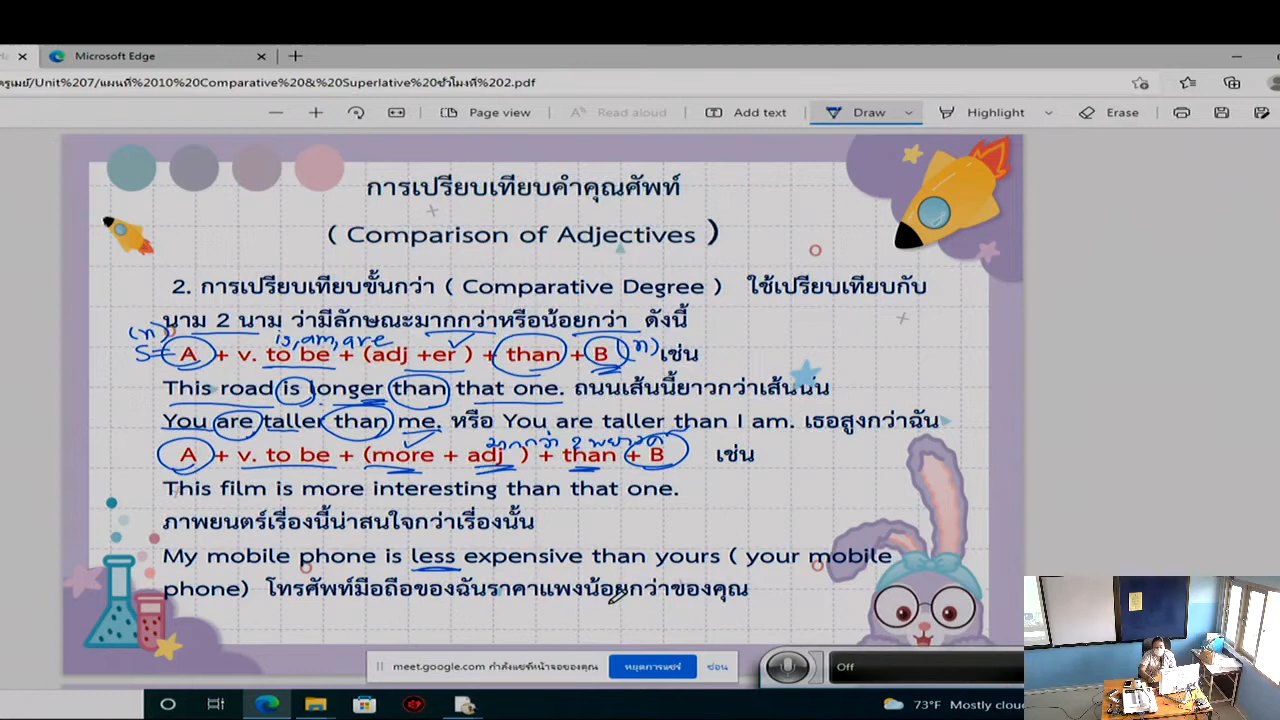 Microsoft Edge
ครูเมย์/Unit%207/แผนที่%2010%20Comparative%20&%20Superlative%20ชั่วโมงที่%202.pdf
Page view Read aloud Add text Draw Highlight Erase
การเปรียบเทียบคำคุณศัพท์
( Comparison of Adjectives )
2. การเปรียบเทียบขั้นกว่า ( Comparative Degree ) ใช้เปรียบเทียบกับ
นาม 2 นาม ว่ามีลักษณะมากกว่าหรือน้อยกว่า ดังนี้
(n) is, am, are
S= A + v. to be + (adj +er ) + than + B (n) เช่น
This road is longer than that one. ถนนเส้นนี้ยาวกว่าเส้นนั้น
You are taller than me. หรือ You are taller than I am. เธอสูงกว่าฉัน
มากกว่า 2 พยางค์
A + v. to be + (more + adj ) + than + B เช่น
This film is more interesting than that one.
ภาพยนตร์เรื่องนี้น่าสนใจกว่าเรื่องนั้น
My mobile phone is less expensive than yours ( your mobile
phone) โทรศัพท์มือถือของฉันราคาแพงน้อยกว่าของคุณ
meet.google.com กำลังแชร์หน้าจอของคุณ หยุดการแชร์ ซ่อน
Off
73°F Mostly clou